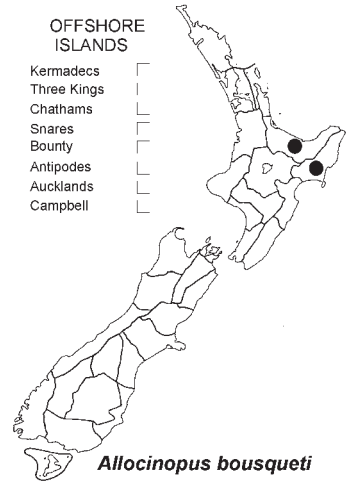 OFFSHORE
ISLANDS
Kermadecs
Three Kings
Chathams
Snares
Bounty
Antipodes
Aucklands
Campbell
Allocinopus bousqueti